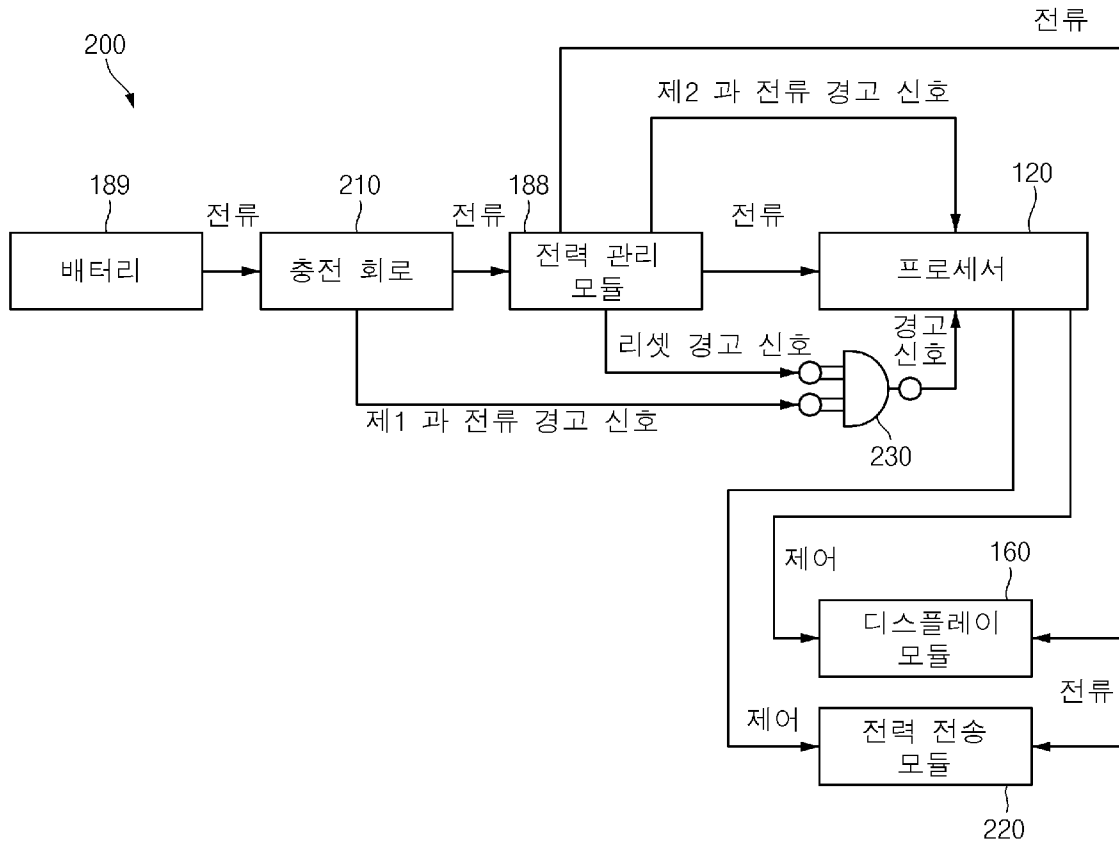 전류
200
제2 과 전류 경고 신호
189
전류
210
전류
188
전류
120
배터리
충전 회로
전력 관리
모듈
프로세서
리셋 경고 신호
경고
신호
제1 과 전류 경고 신호
230
제어
160
디스플레이
모듈
전류
제어
전력 전송
모듈
220